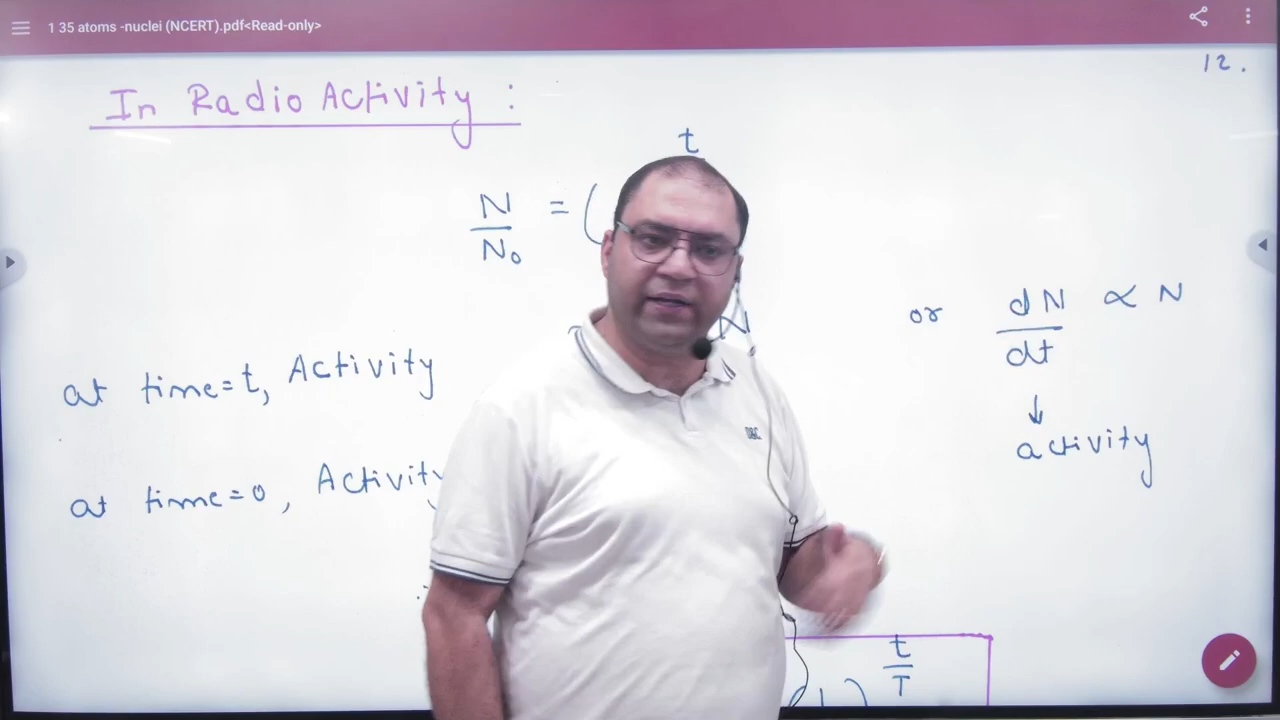 1 35 atoms -nuclei (NCERT).pdf<Read-only>
12.
In Radio Activity :
t
N
N₀
= (
N
or dN ∝ N
dt
↓
activity
at time=t, Activity
at time=0, Activity
t
T